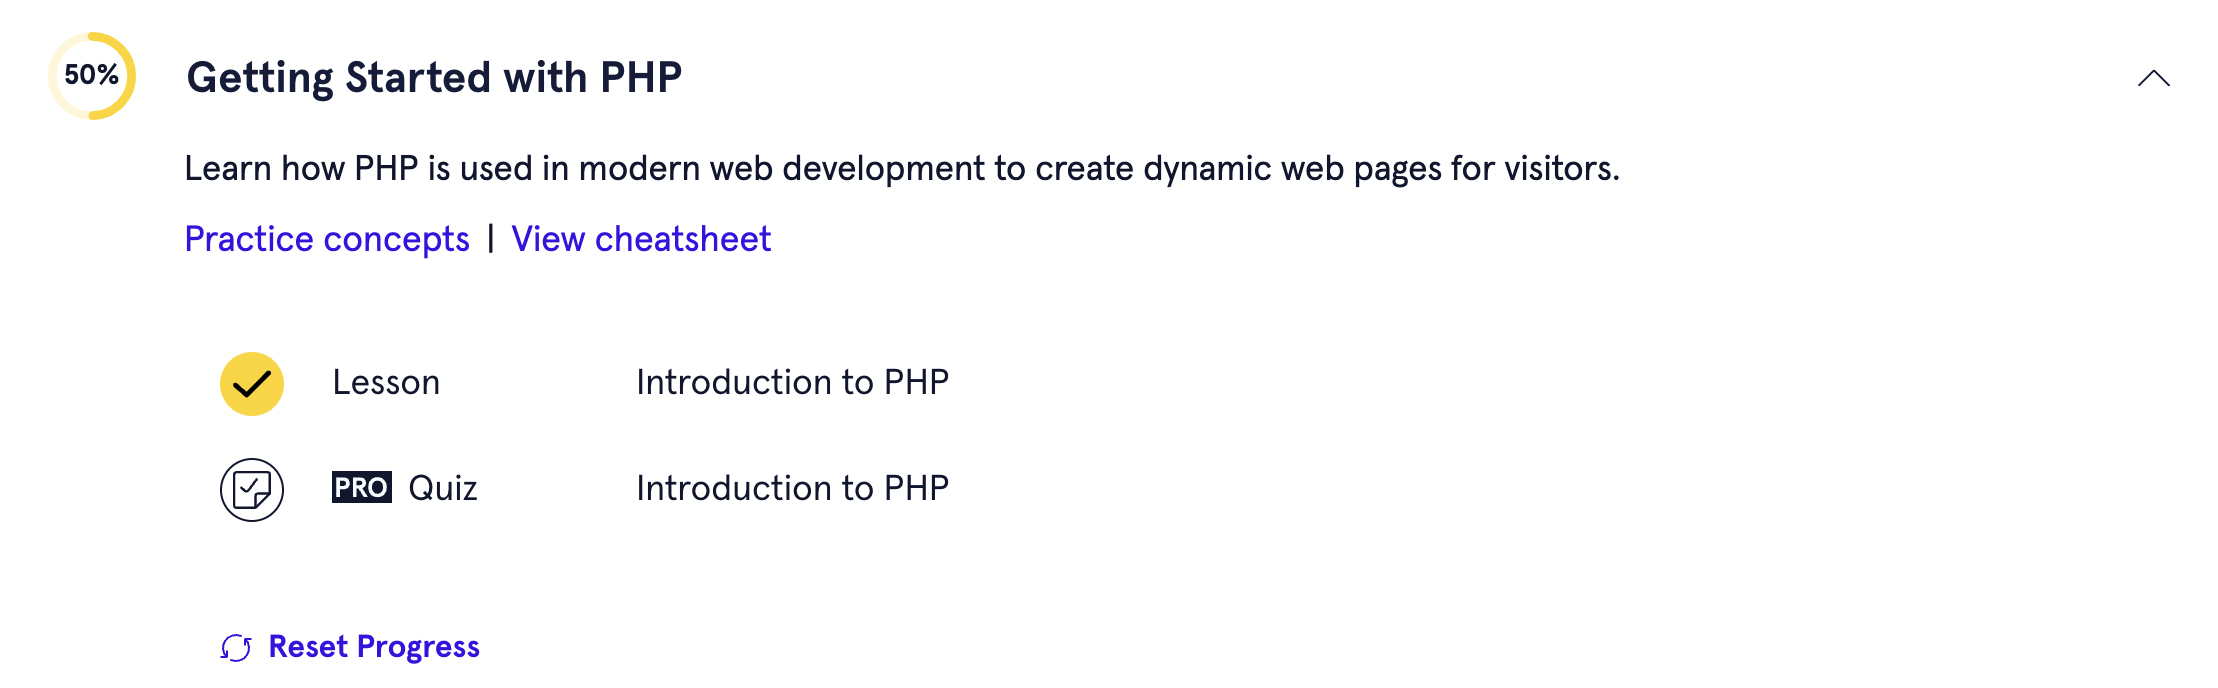 50%
Getting Started with PHP
Learn how PHP is used in modern web development to create dynamic web pages for visitors.
Practice concepts | View cheatsheet
Lesson Introduction to PHP
PRO Quiz Introduction to PHP
Reset Progress